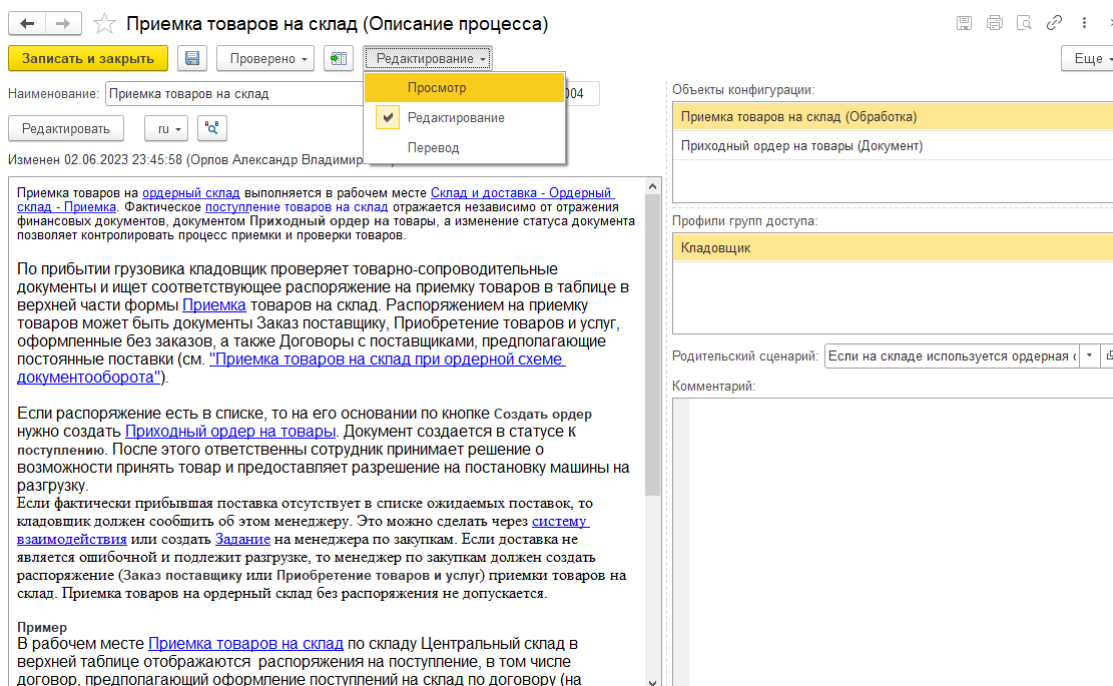 Приемка товаров на склад (Описание процесса)
Записать и закрыть
Проверено
Редактирование
Еще
Просмотр
Редактирование
Перевод
Наименование: Приемка товаров на склад
004
Редактировать
ru
Изменен 02.06.2023 23:45:58 (Орлов Александр
Приемка товаров на ордерный склад выполняется в рабочем месте Склад и доставка - Ордерный
склад - Приемка. Фактическое поступление товаров на склад отражается независимо от отражения
финансовых документов, документом Приходный ордер на товары, а изменение статуса документа
позволяет контролировать процесс приемки и проверки товаров.
По прибытии грузовика кладовщик проверяет товарно-сопроводительные
документы и ищет соответствующее распоряжение на приемку товаров в таблице в
верхней части формы Приемка товаров на склад. Распоряжением на приемку
товаров может быть документы Заказ поставщику, Приобретение товаров и услуг,
оформленные без заказов, а также Договоры с поставщиками, предполагающие
постоянные поставки (см. "Приемка товаров на склад при ордерной схеме
документооборота").
Если распоряжение есть в списке, то на его основании по кнопке Создать ордер
нужно создать Приходный ордер на товары. Документ создается в статусе К
поступлению. После этого ответственны сотрудник принимает решение о
возможности принять товар и предоставляет разрешение на постановку машины на
разгрузку.
Если фактически прибывшая поставка отсутствует в списке ожидаемых поставок, то
кладовщик должен сообщить об этом менеджеру. Это можно сделать через систему
взаимодействия или создать Задание на менеджера по закупкам. Если доставка не
является ошибочной и подлежит разгрузке, то менеджер по закупкам должен создать
распоряжение (Заказ поставщику или Приобретение товаров и услуг) приемки товаров на
склад. Приемка товаров на ордерный склад без распоряжения не допускается.
Пример
В рабочем месте Приемка товаров на склад по складу Центральный склад в
верхней таблице отображаются распоряжения на поступление, в том числе
договор, предполагающий оформление поступлений на склад по договору (на
Объекты конфигурации:
Приемка товаров на склад (Обработка)
Приходный ордер на товары (Документ)
Профили групп доступа:
Кладовщик
Родительский сценарий: Если на складе используется ордерная
Комментарий: